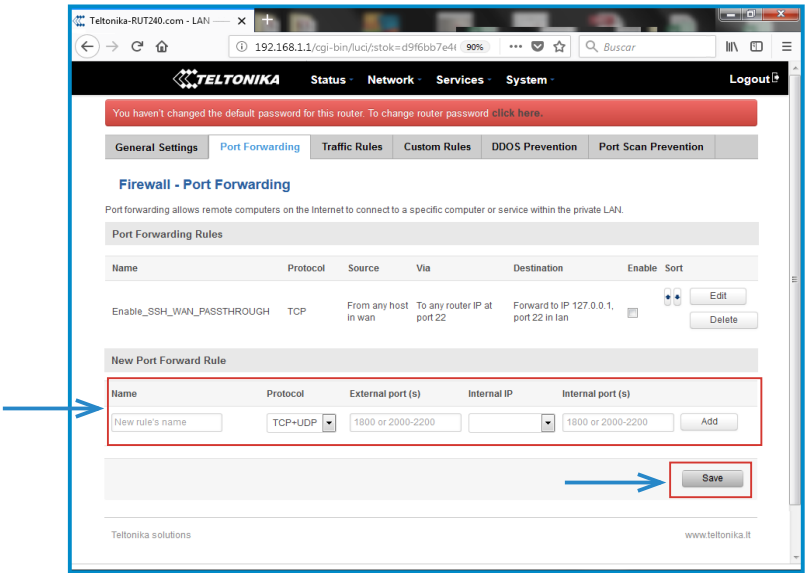 Teltonika-RUT240.com - LAN
192.168.1.1/cgi-bin/luci/;stok=d9f6bb7e4
90%
Buscar
TELTONIKA
Status Network Services System Logout
You haven't changed the default password for this router. To change router password click here.
General Settings Port Forwarding Traffic Rules Custom Rules DDOS Prevention Port Scan Prevention
Firewall - Port Forwarding
Port forwarding allows remote computers on the Internet to connect to a specific computer or service within the private LAN.
Port Forwarding Rules
Name Protocol Source Via Destination Enable Sort
Enable_SSH_WAN_PASSTHROUGH TCP
From any host To any router IP at Forward to IP 127.0.0.1,
in wan port 22 port 22 in lan
Edit
Delete
New Port Forward Rule
Name Protocol External port (s) Internal IP Internal port (s)
New rule's name TCP+UDP 1800 or 2000-2200 1800 or 2000-2200 Add
Save
Teltonika solutions www.teltonika.lt